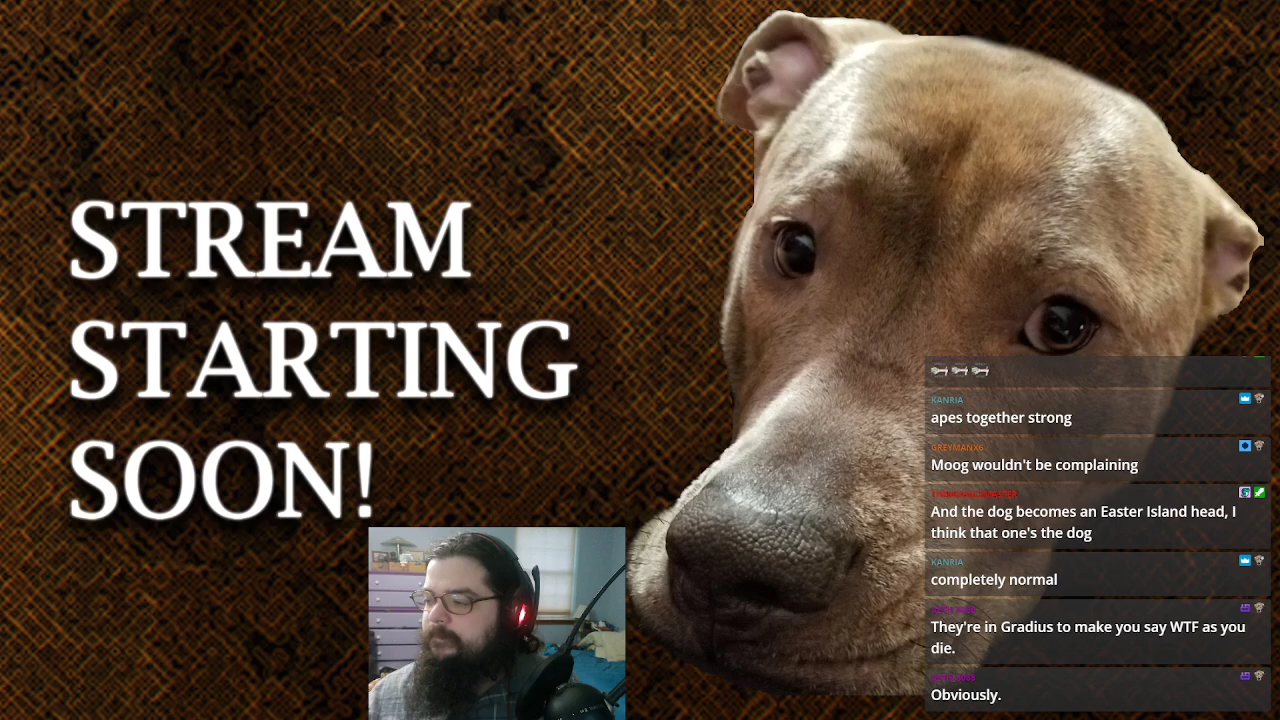 STREAM
STARTING
SOON!
KANRIA
apes together strong
GREYMANX6
Moog wouldn't be complaining
And the dog becomes an Easter Island head, I
think that one's the dog
KANRIA
completely normal
They're in Gradius to make you say WTF as you
die.
Obviously.